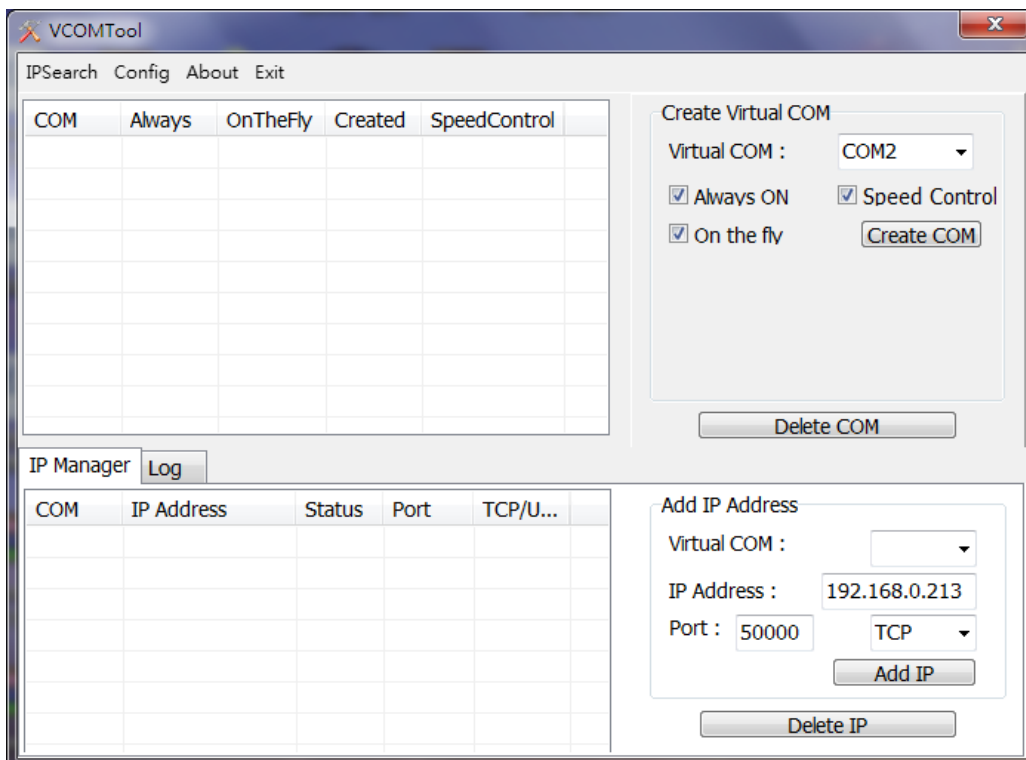 VCOMTool
IPSearch Config About Exit
COM Always OnTheFly Created SpeedControl
Create Virtual COM
Virtual COM : COM2
Always ON Speed Control
On the fly Create COM
Delete COM
IP Manager Log
COM IP Address Status Port TCP/U...
Add IP Address
Virtual COM :
IP Address : 192.168.0.213
Port : 50000 TCP
Add IP
Delete IP